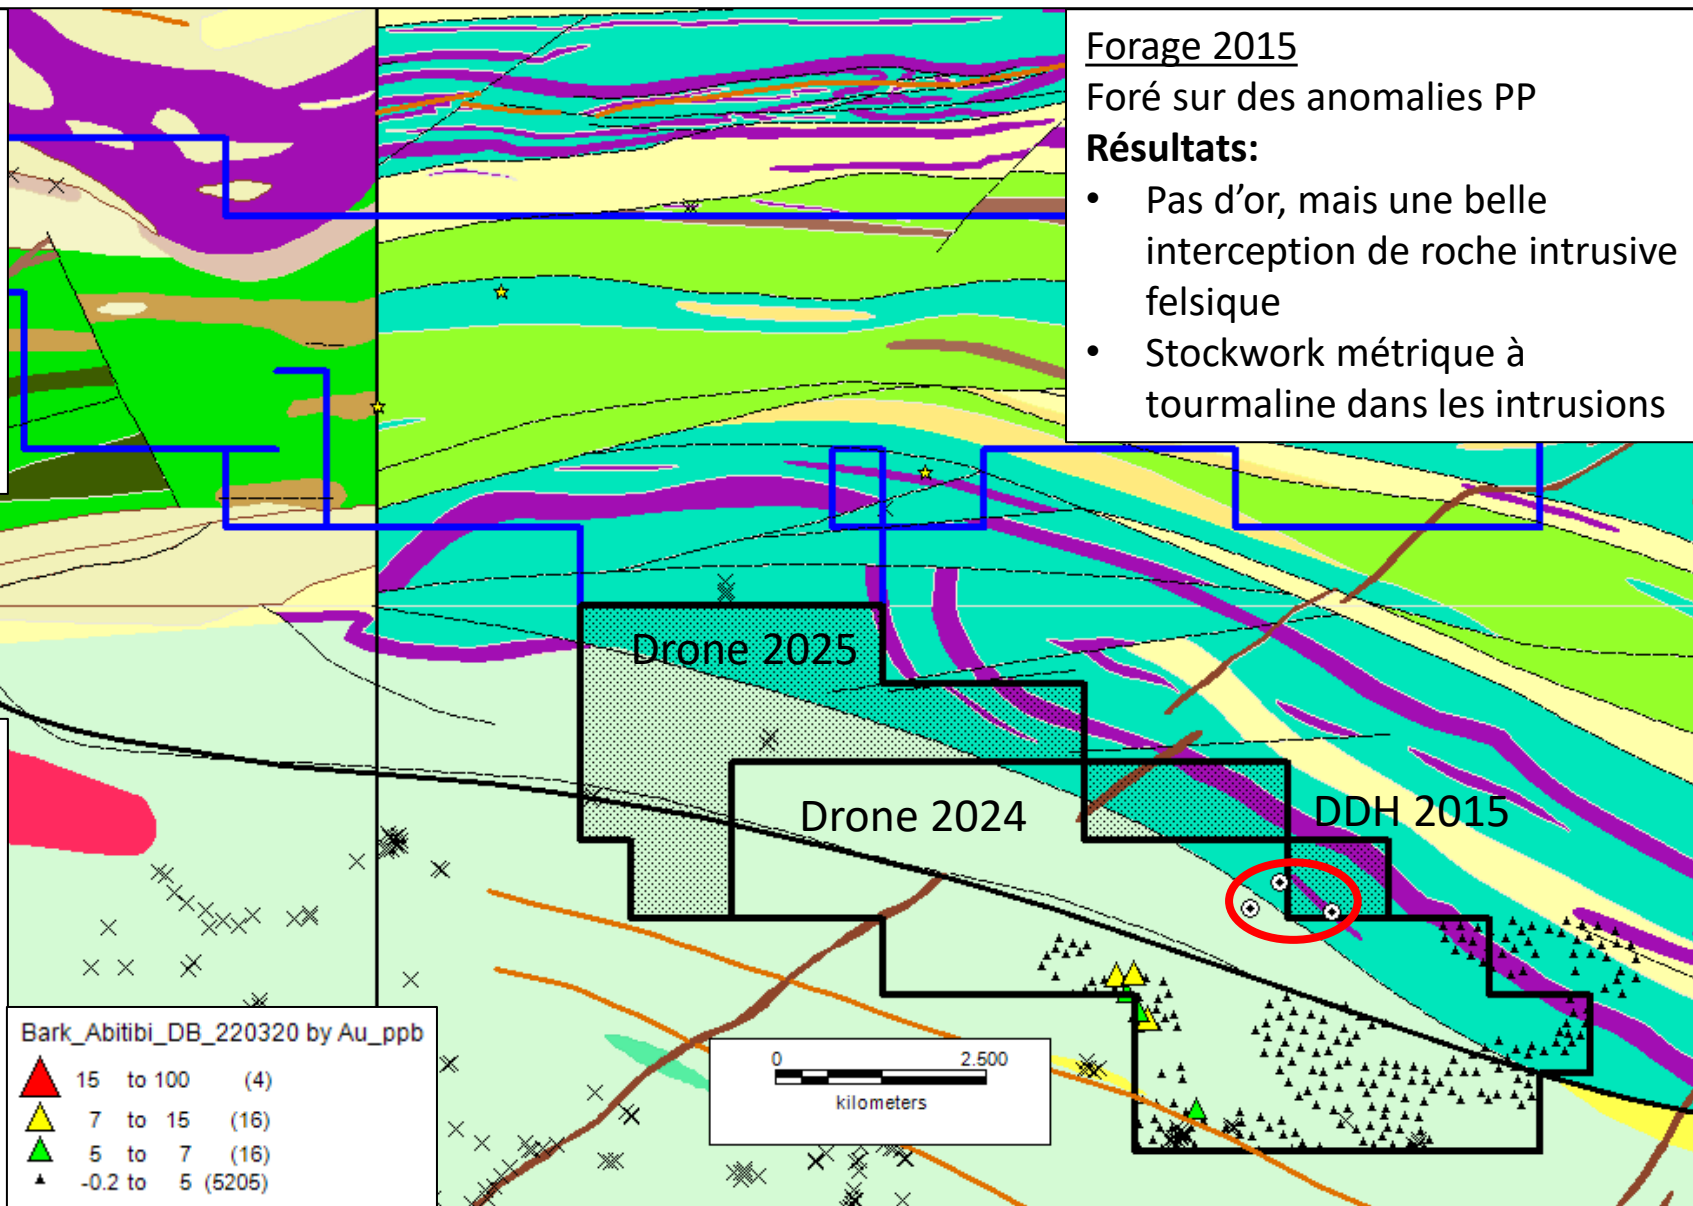 Forage 2015
Foré sur des anomalies PP
Résultats:
• Pas d’or, mais une belle
interception de roche intrusive
felsique
• Stockwork métrique à
tourmaline dans les intrusions
Drone 2025
Drone 2024
DDH 2015
Bark_Abitibi_DB_220320 by Au_ppb
15 to 100 (4)
7 to 15 (16)
5 to 7 (16)
-0.2 to 5 (5205)
0 2.500
kilometers